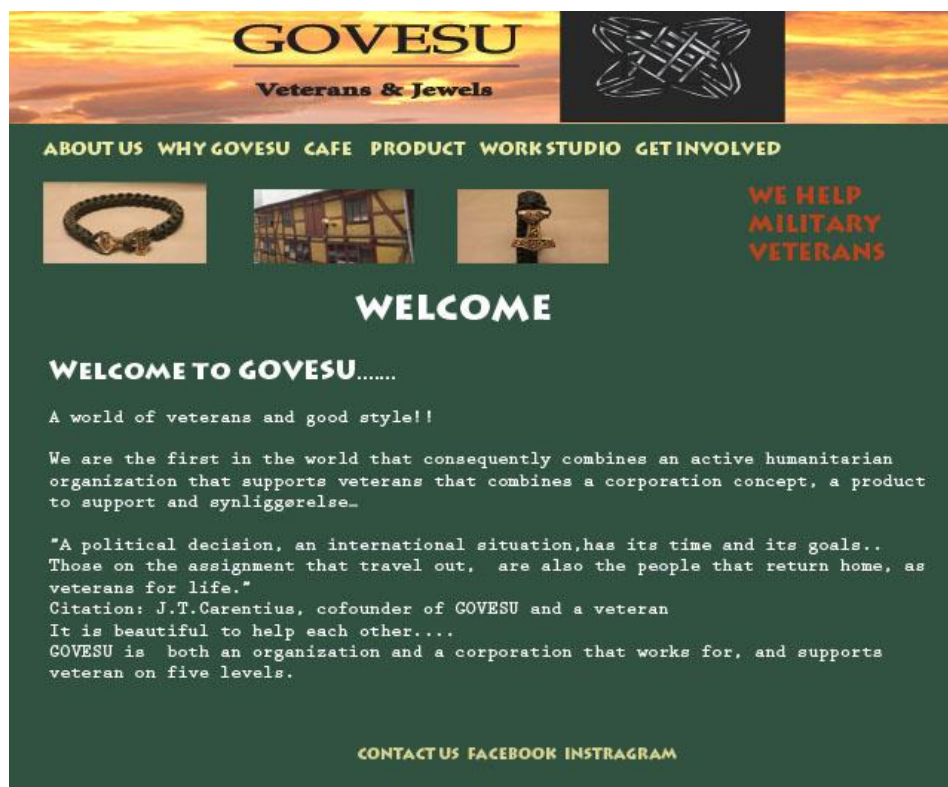 GOVESU
Veterans & Jewels
ABOUT US WHY GOVESU CAFE PRODUCT WORK STUDIO GET INVOLVED
WE HELP
MILITARY
VETERANS
WELCOME
WELCOME TO GOVESU.......
A world of veterans and good style!!
We are the first in the world that consequently combines an active humanitarian
organization that supports veterans that combines a corporation concept, a product
to support and synliggørelse…
"A political decision, an international situation,has its time and its goals..
Those on the assignment that travel out, are also the people that return home, as
veterans for life."
Citation: J.T.Carentius, cofounder of GOVESU and a veteran
It is beautiful to help each other....
GOVESU is both an organization and a corporation that works for, and supports
veteran on five levels.
CONTACT US FACEBOOK INSTRAGRAM